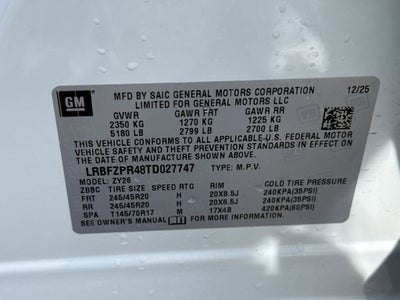 GM
MFD BY SAIC GENERAL MOTORS CORPORATION
LIMITED FOR GENERAL MOTORS LLC
12/25
GVWR GAWR FRT GAWR RR
2350 KG 1270 KG 1225 KG
5180 LB 2799 LB 2700 LB
THIS VEHICLE CONFORMS TO ALL APPLICABLE U.S. FEDERAL MOTOR
VEHICLE SAFETY AND THEFT PREVENTION STANDARDS IN EFFECT ON
THE DATE OF MANUFACTURE SHOWN ABOVE.
LRBFZPR48TD027747 TYPE: M.P.V.
MODEL: ZY26
ZBBC TIRE SIZE SPEED RTG RIM COLD TIRE
FRT 245/45R20 20X8.5J 240KPA(35PSI)
RR 245/45R20 20X8.5J 240KPA(35PSI)
SPA T145/70R17 M 17X4B 420KPA(60PSI)
SEE OWNER'S MANUAL FOR MORE INFORMATION.